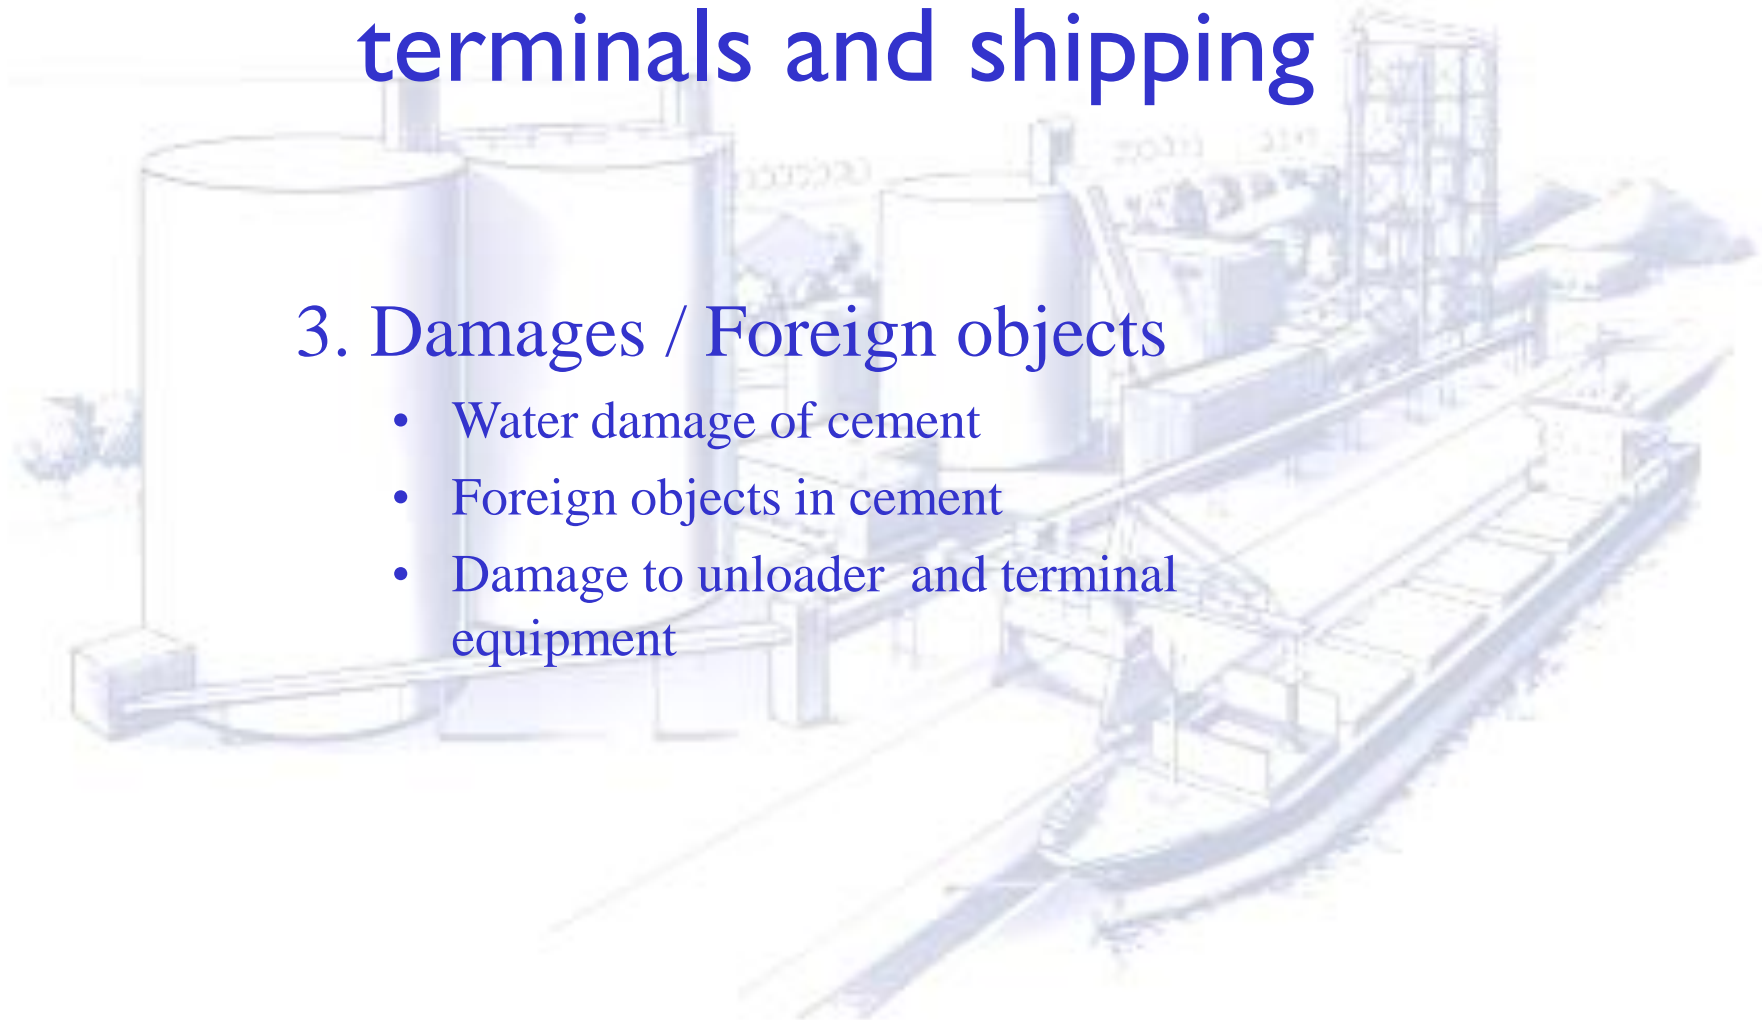 terminals and shipping
3. Damages / Foreign objects
• Water damage of cement
• Foreign objects in cement
• Damage to unloader  and terminal
equipment